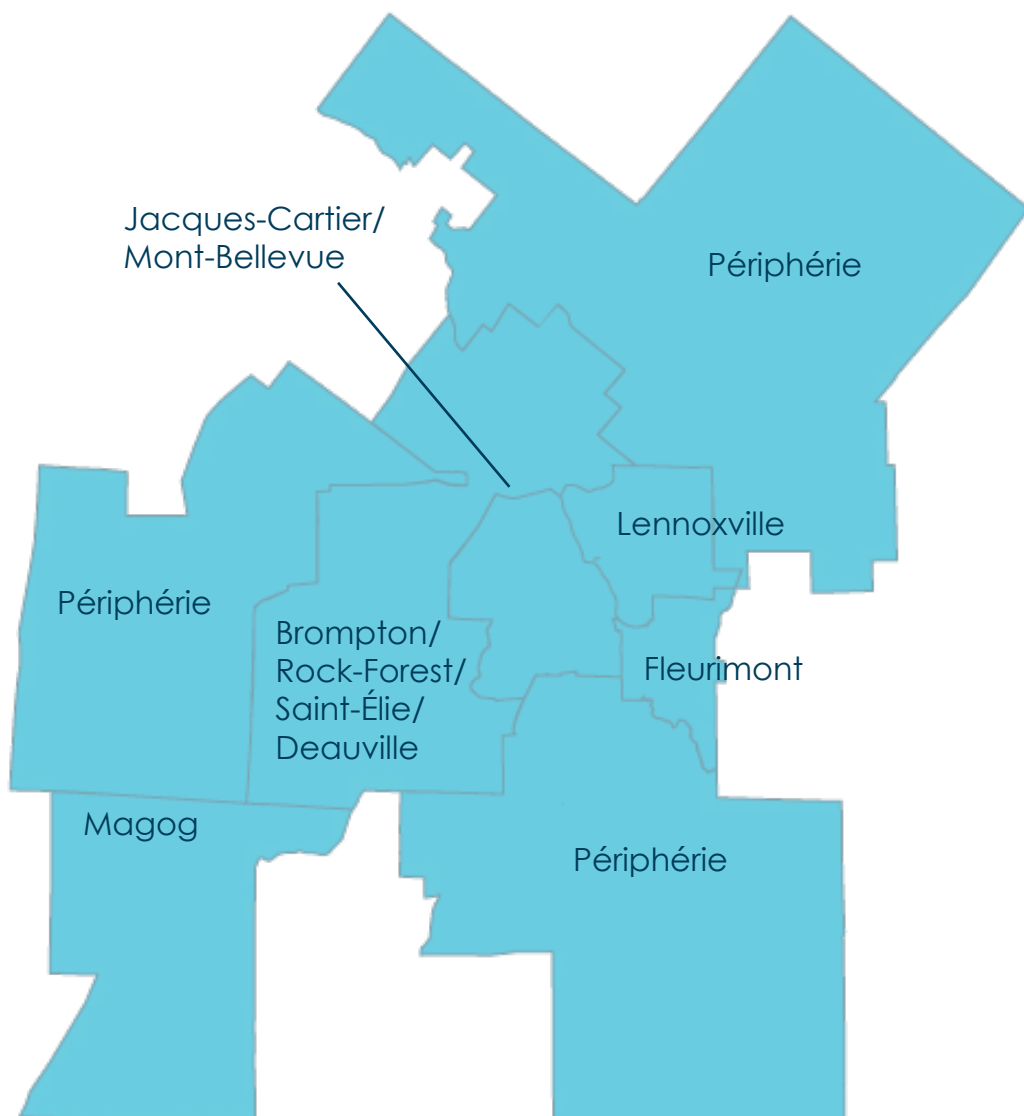 Jacques-Cartier/
Mont-Bellevue
Périphérie
Lennoxville
Périphérie
Brompton/
Rock-Forest/
Saint-Élie/
Deauville
Fleurimont
Magog
Périphérie